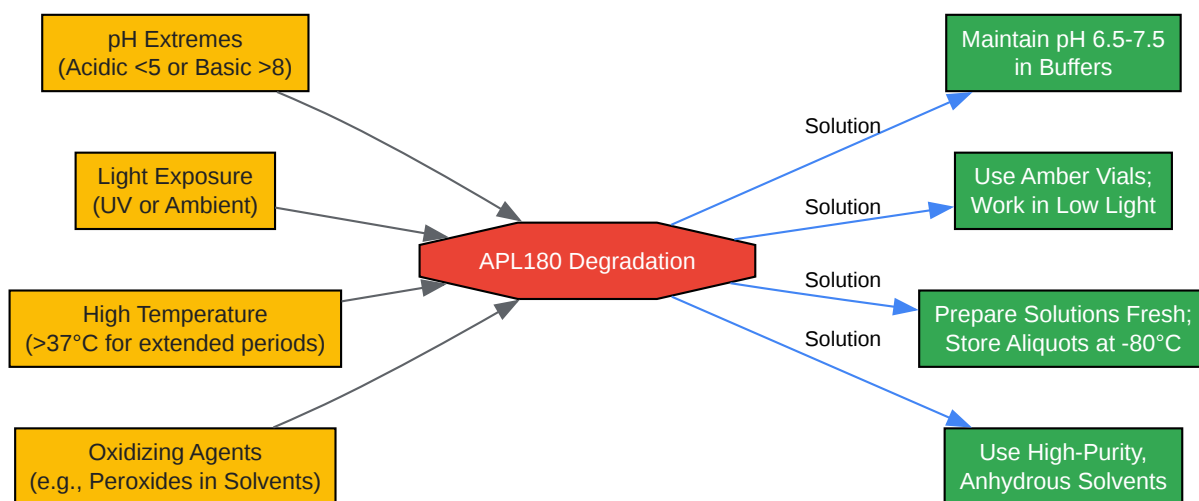 pH Extremes
(Acidic <5 or Basic >8)
Light Exposure
(UV or Ambient)
High Temperature
(>37°C for extended periods)
Oxidizing Agents
(e.g., Peroxides in Solvents)
APL180 Degradation
Solution
Solution
Solution
Solution
Maintain pH 6.5-7.5
in Buffers
Use Amber Vials;
Work in Low Light
Prepare Solutions Fresh;
Store Aliquots at -80°C
Use High-Purity,
Anhydrous Solvents